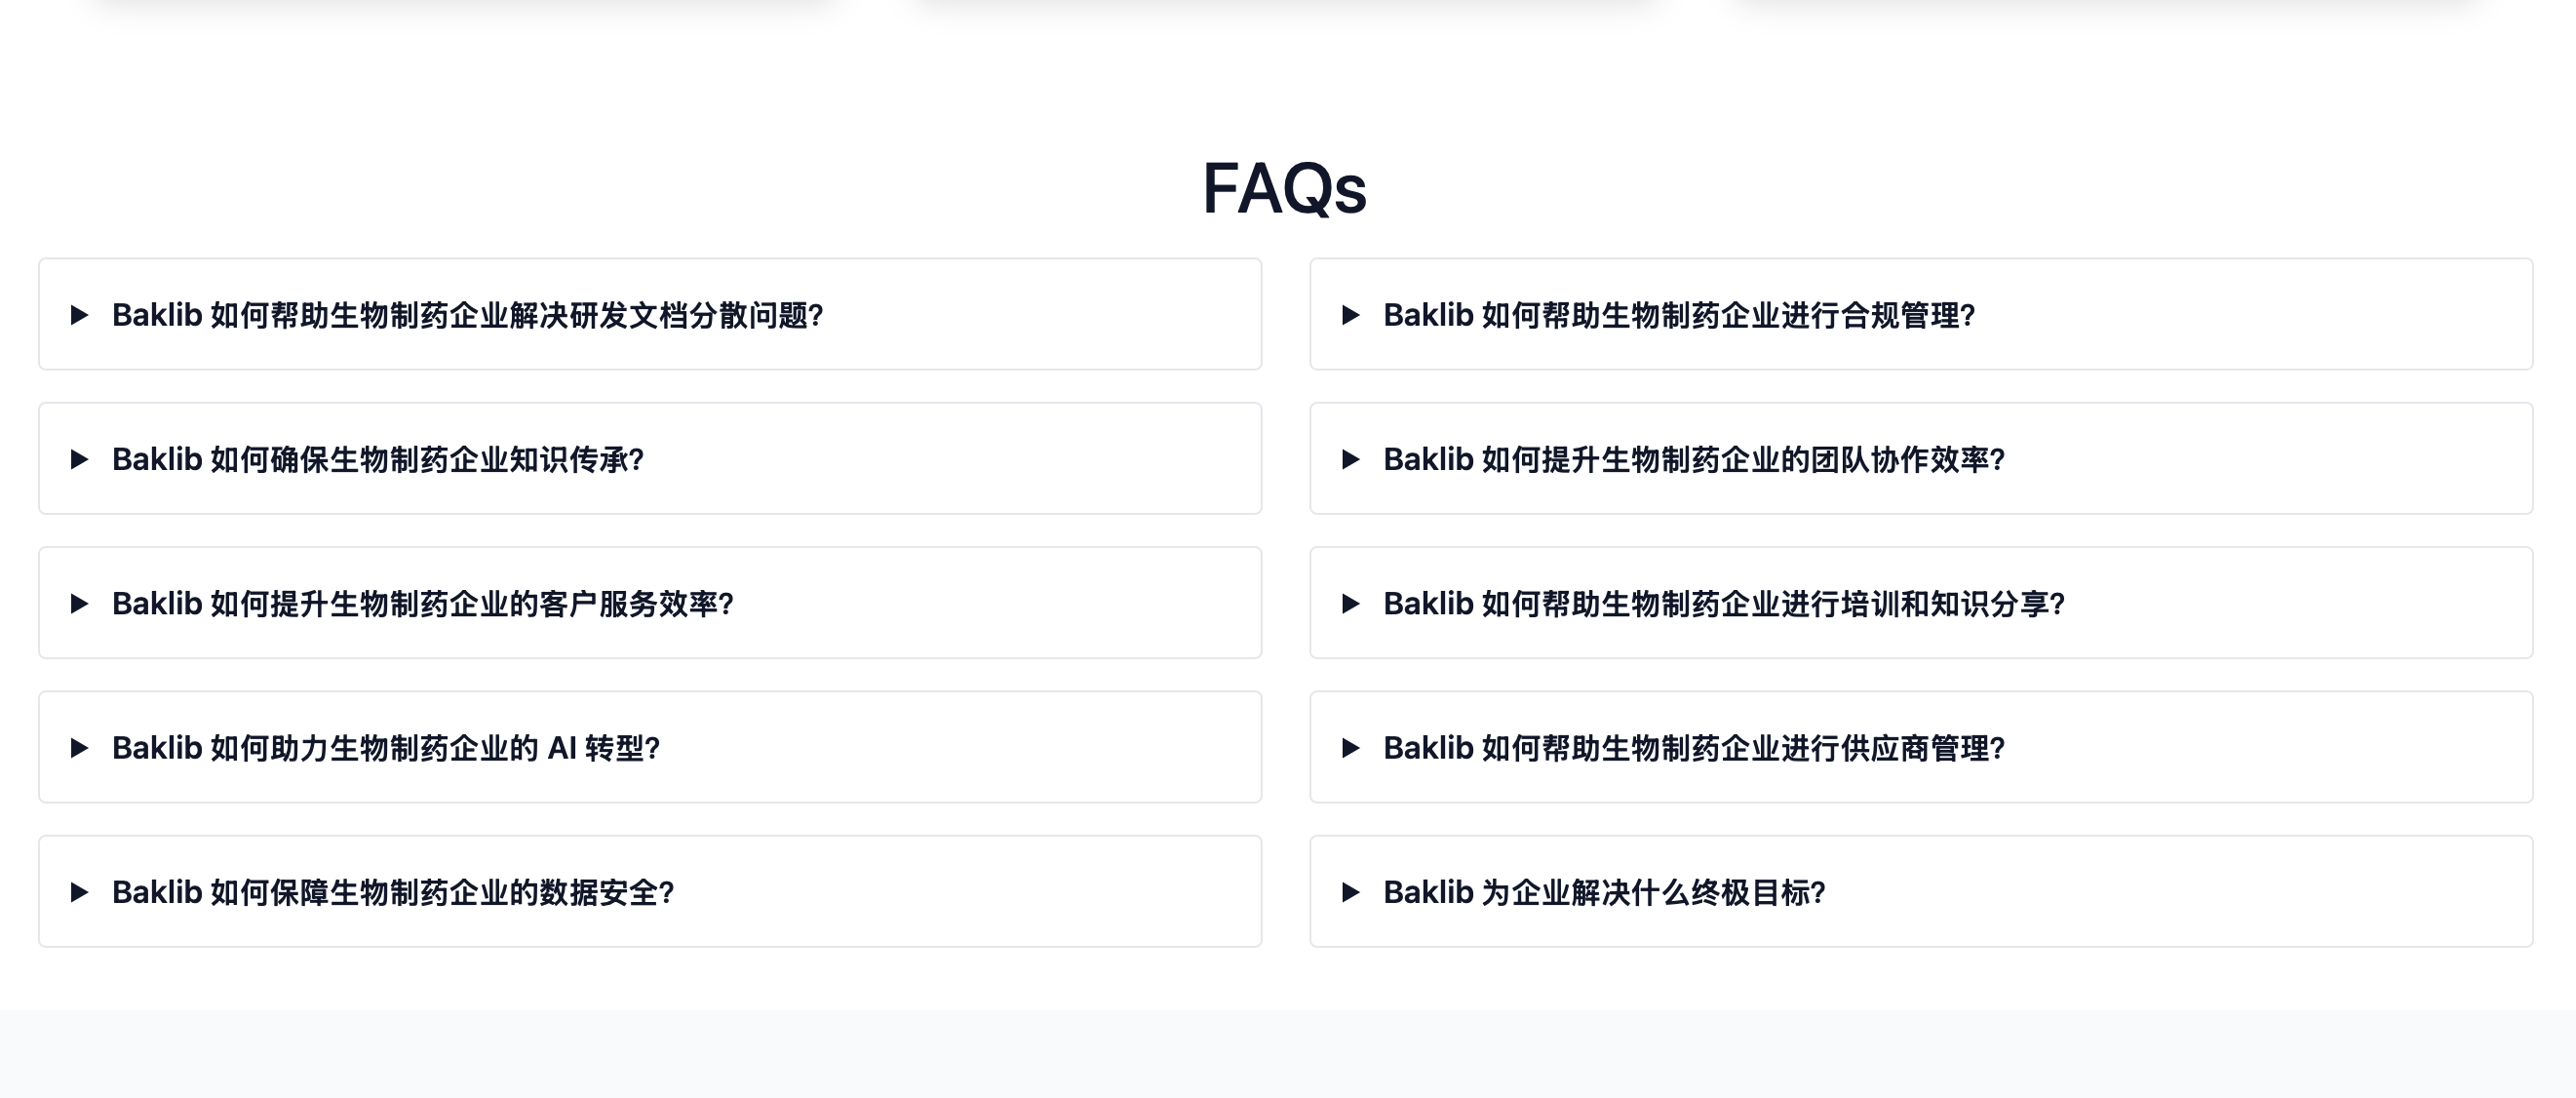 FAQs
Baklib 如何帮助生物制药企业解决研发文档分散问题?
Baklib 如何帮助生物制药企业进行合规管理?
Baklib 如何确保生物制药企业知识传承?
Baklib 如何提升生物制药企业的团队协作效率?
Baklib 如何提升生物制药企业的客户服务效率?
Baklib 如何帮助生物制药企业进行培训和知识分享?
Baklib 如何助力生物制药企业的 AI 转型?
Baklib 如何帮助生物制药企业进行供应商管理?
Baklib 如何保障生物制药企业的数据安全?
Baklib 为企业解决什么终极目标?